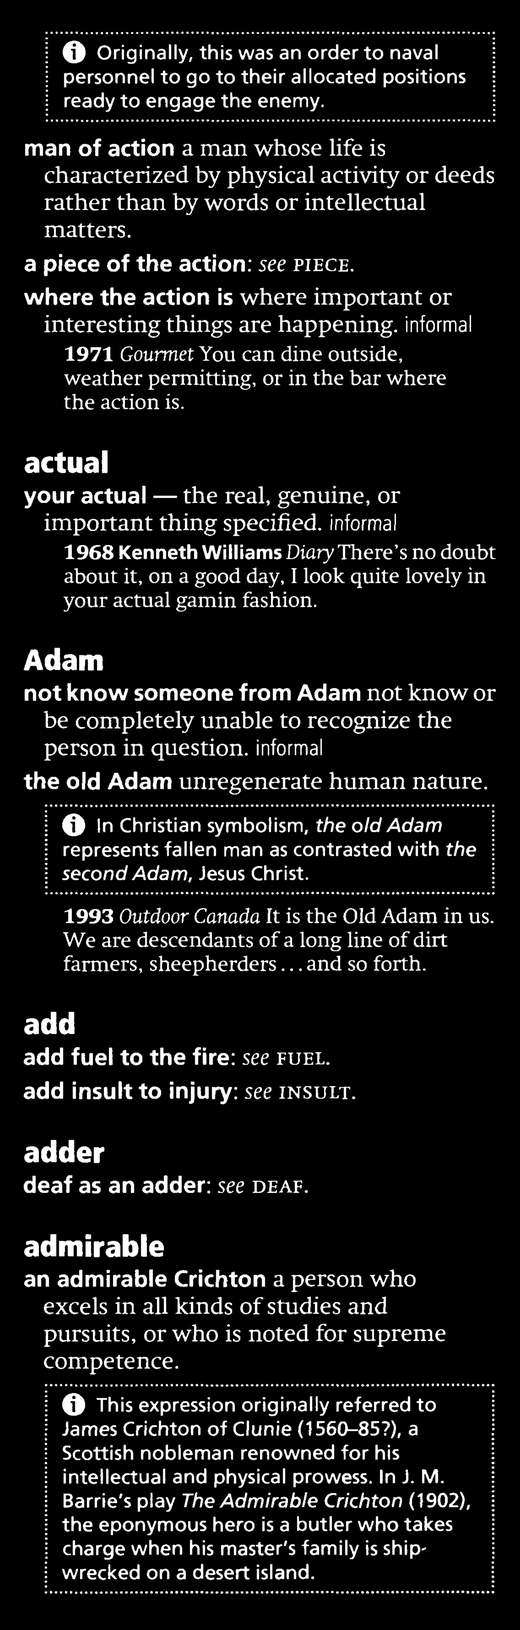 Originally, this was an order to naval
personnel to go to their allocated positions
ready to engage the enemy.
man of action a man whose life is
characterized by physical activity or deeds
rather than by words or intellectual
matters.
a piece of the action: see PIECE.
where the action is where important or
interesting things are happening. informal
1971 Gourmet You can dine outside,
weather permitting, or in the bar where
the action is.
actual
your actual — the real, genuine, or
important thing specified. informal
1968 Kenneth Williams Diary There's no doubt
about it, on a good day, I look quite lovely in
your actual gamin fashion.
Adam
not know someone from Adam not know or
be completely unable to recognize the
person in question. informal
the old Adam unregenerate human nature.
In Christian symbolism, the old Adam
represents fallen man as contrasted with the
second Adam, Jesus Christ.
1993 Outdoor Canada It is the Old Adam in us.
We are descendants of a long line of dirt
farmers, sheepherders...and so forth.
add
add fuel to the fire: see FUEL.
add insult to injury: see INSULT.
adder
deaf as an adder: see DEAF.
admirable
an admirable Crichton a person who
excels in all kinds of studies and
pursuits, or who is noted for supreme
competence.
This expression originally referred to
James Crichton of Clunie (1560–85?), a
Scottish nobleman renowned for his
intellectual and physical prowess. In J. M.
Barrie's play The Admirable Crichton (1902),
the eponymous hero is a butler who takes
charge when his master's family is ship-
wrecked on a desert island.